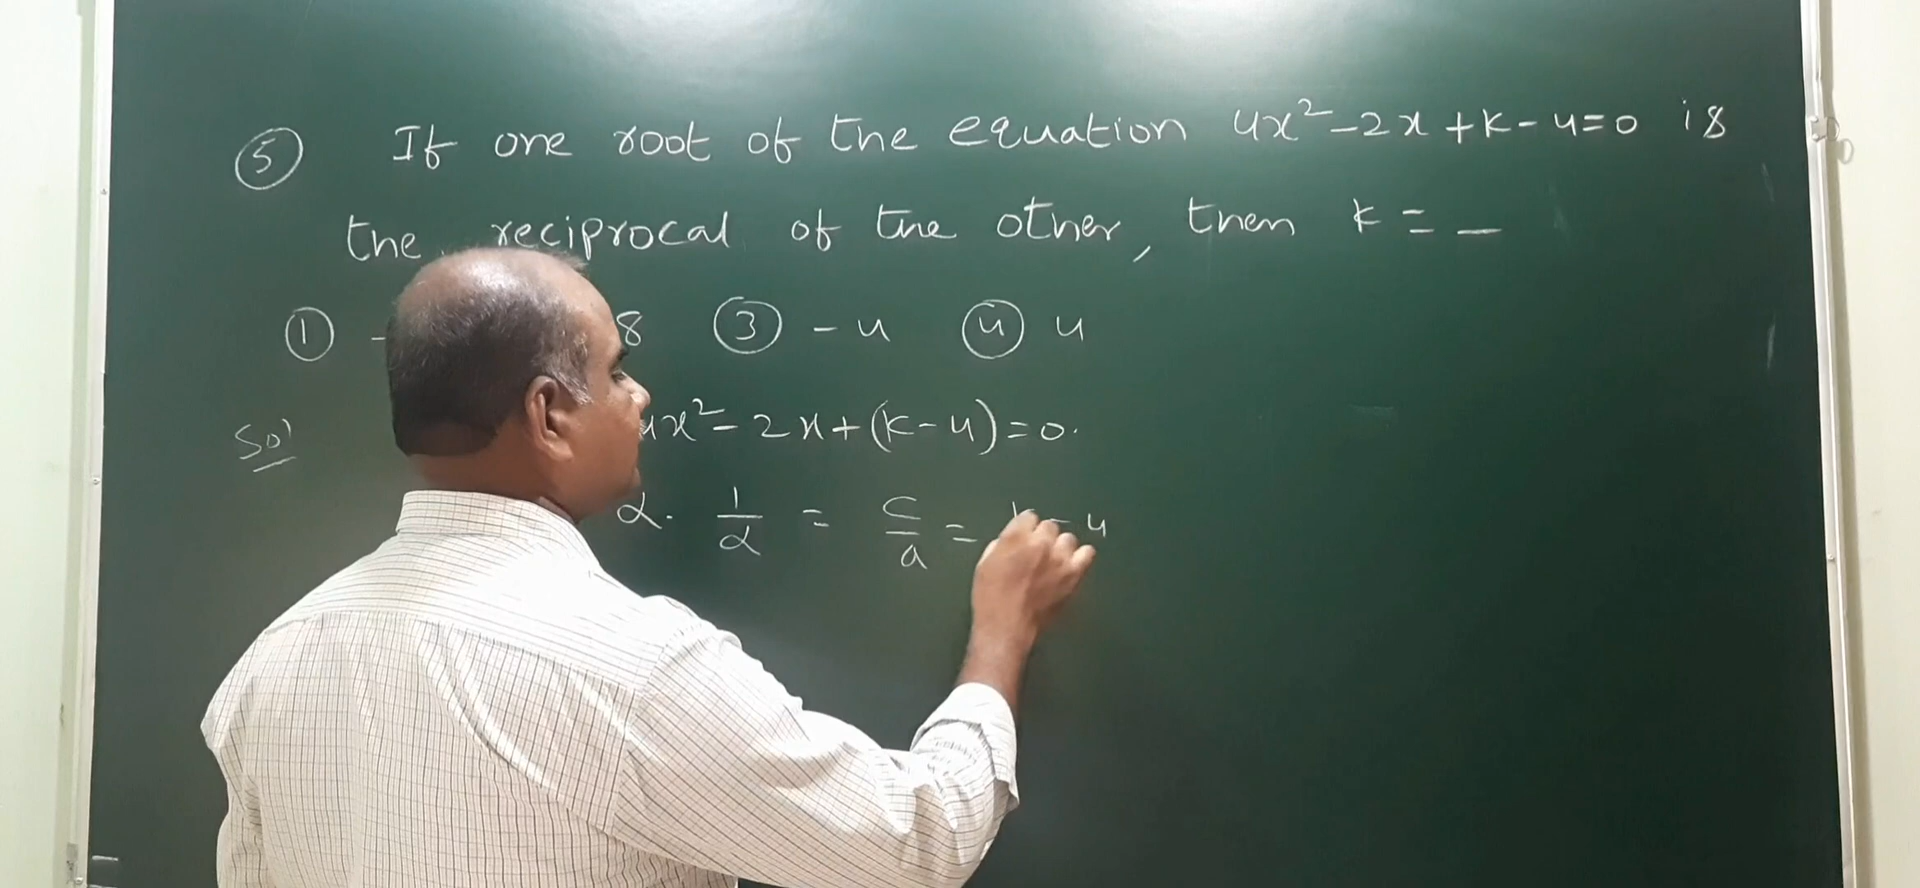 ⑤ If one root of the equation 4x²-2x+k-4=0 is
the reciprocal of the other, then k = _
① - 8 ③ -4 ④ 4
Sol 4x²-2x+(k-4)=0.
α. 1/α = c/a = k-4